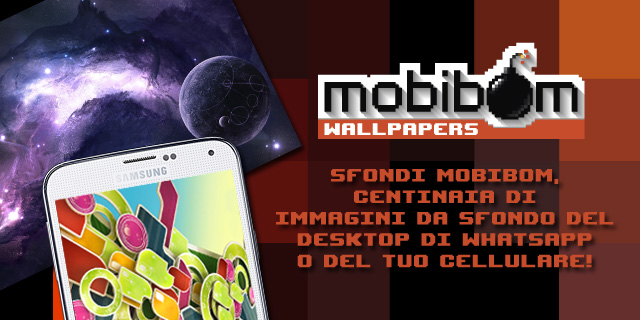 mobibom
WALLPAPERS
SAMSUNG
SFONDI MOBIBOM,
CENTINAIA DI
IMMAGINI DA SFONDO DEL
DESKTOP DI WHATSAPP
O DEL TUO CELLULARE!